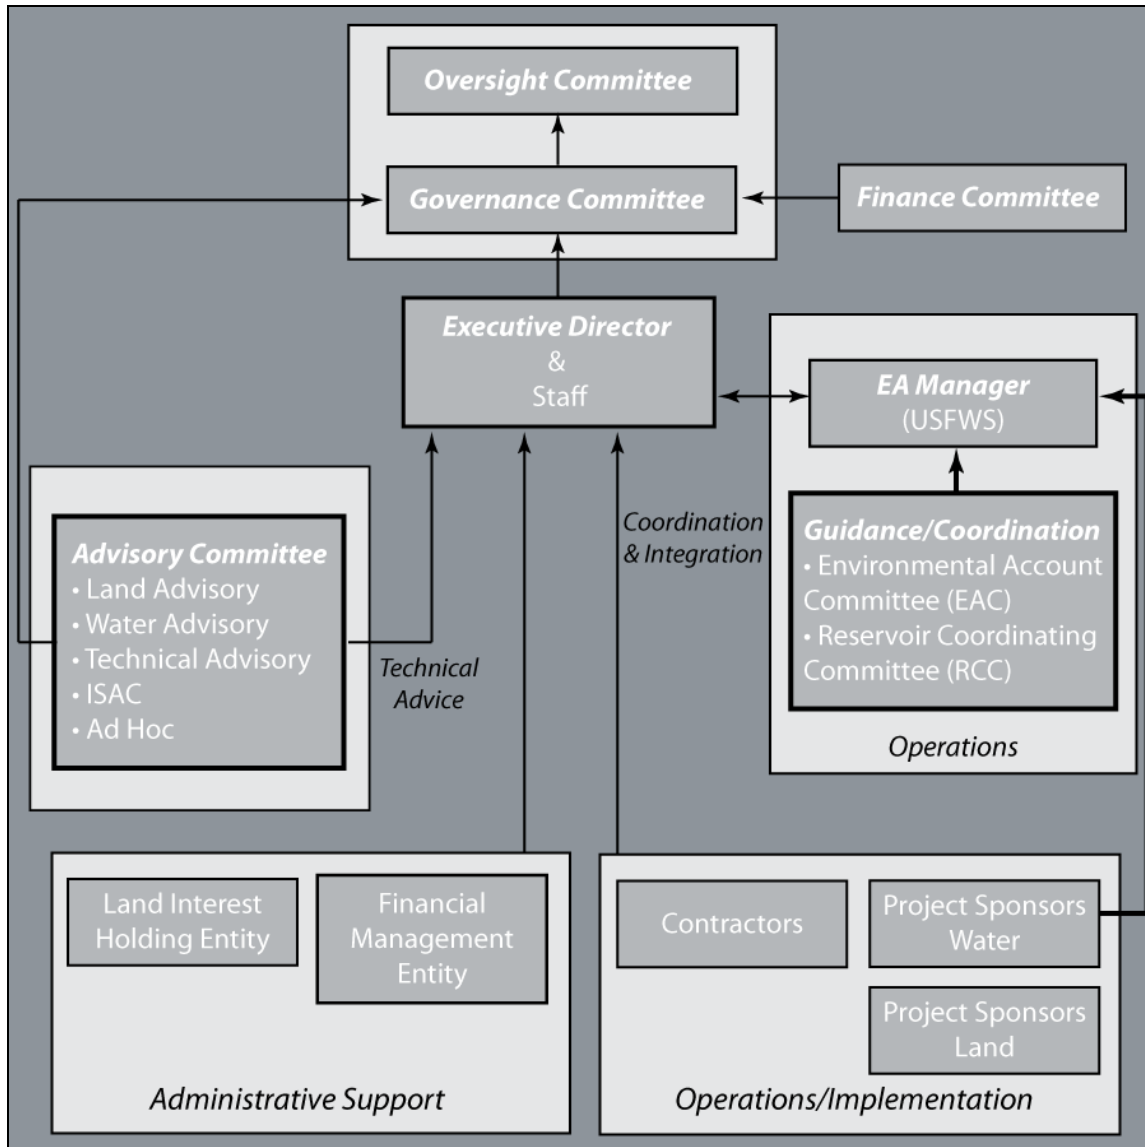 Oversight Committee
Governance Committee
Finance Committee
Executive Director
&
Staff
EA Manager
(USFWS)
Coordination
& Integration
Guidance/Coordination
• Environmental Account
Committee (EAC)
• Reservoir Coordinating
Committee (RCC)
Operations
Advisory Committee
• Land Advisory
• Water Advisory
• Technical Advisory
• ISAC
• Ad Hoc
Technical
Advice
Land Interest
Holding Entity
Financial
Management
Entity
Administrative Support
Contractors
Project Sponsors
Water
Project Sponsors
Land
Operations/Implementation